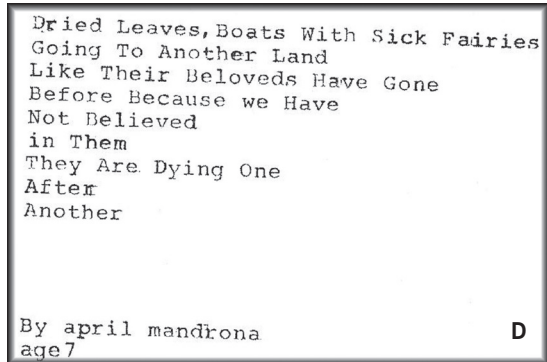 Dried Leaves,Boats With Sick Fairies
Going To Another Land
Like Their Beloveds Have Gone
Before Because we Have
Not Believed
in Them
They Are Dying One
After
Another
By april mandrona
D
age7